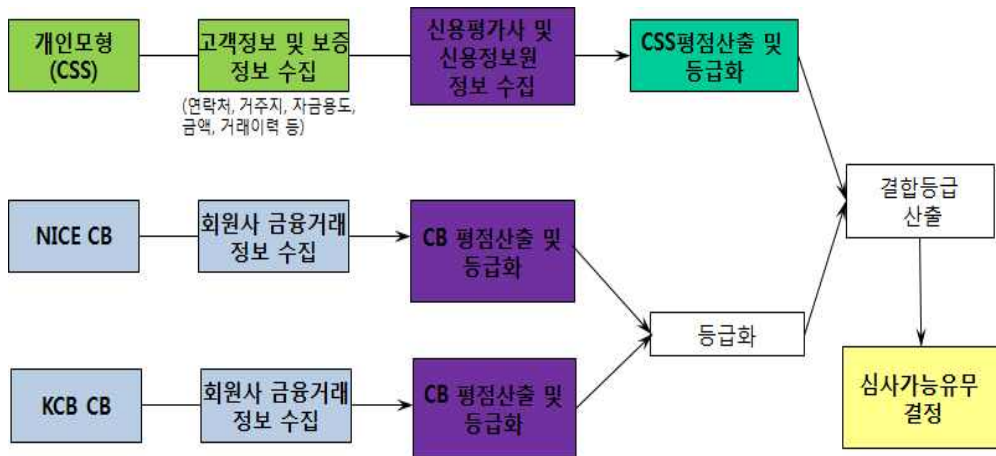 개인모형
(CSS)
고객정보 및 보증
정보 수집
(연락처, 거주지, 자금용도,
금액, 거래이력 등)
신용평가사 및
신용정보원
정보 수집
CSS평점산출 및
등급화
NICE CB
회원사 금융거래
정보 수집
CB 평점산출 및
등급화
KCB CB
회원사 금융거래
정보 수집
CB 평점산출 및
등급화
등급화
결합등급
산출
심사가능유무
결정